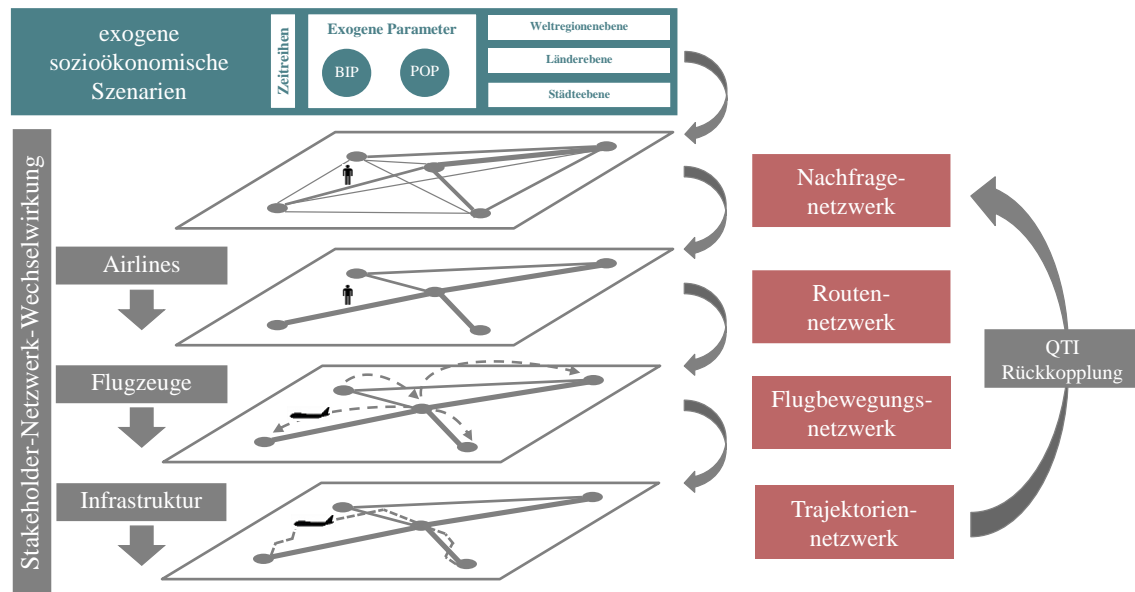 exogene
sozioökonomische
Szenarien
Zeitreihen
Exogene Parameter
BIP
POP
Weltregionenebene
Länderebene
Städteebene
Stakeholder-Netzwerk-Wechselwirkung
Airlines
Flugzeuge
Infrastruktur
Nachfrage-
netzwerk
Routen-
netzwerk
Flugbewegungs-
netzwerk
Trajektorien-
netzwerk
QTI
Rückkopplung